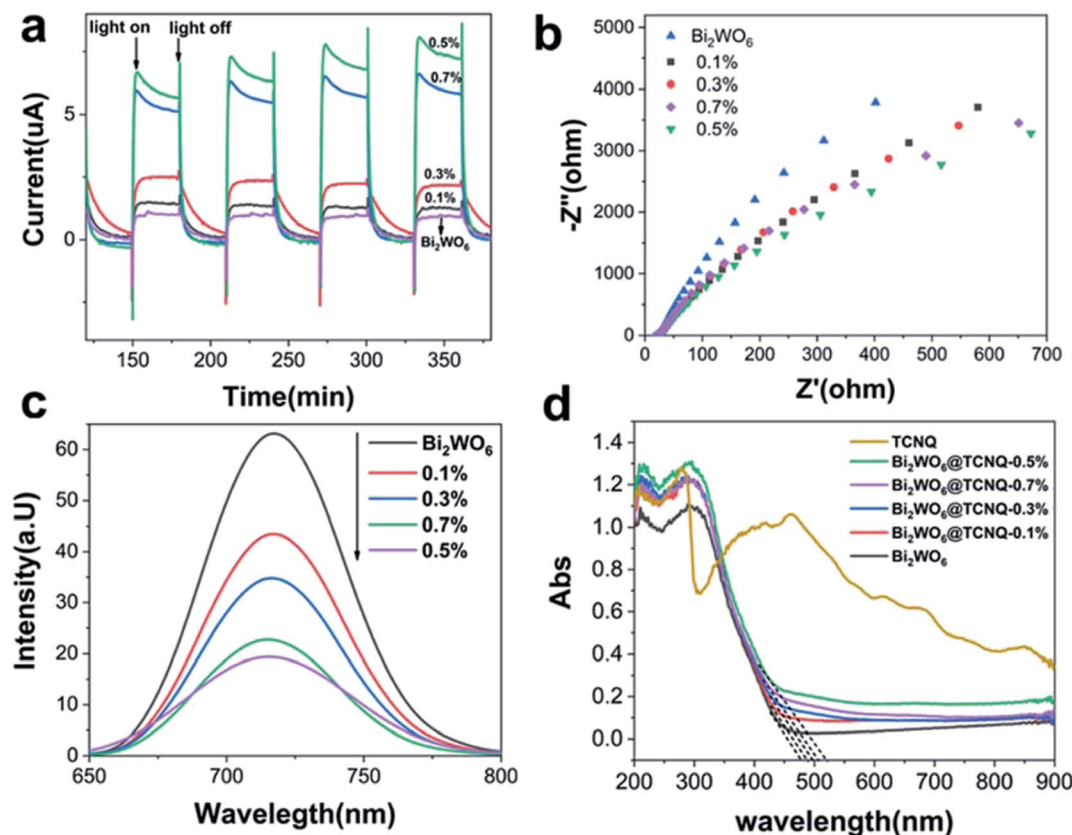 a
light on
light off
0.5%
0.7%
0.3%
0.1%
Bi₂WO₆
Current(uA)
5
0
150
200
250
300
350
Time(min)
b
Bi₂WO₆
0.1%
0.3%
0.7%
0.5%
-Z"(ohm)
5000
4000
3000
2000
1000
0
0
100
200
300
400
500
600
700
Z'(ohm)
c
Bi₂WO₆
0.1%
0.3%
0.7%
0.5%
Intensity(a.U)
60
50
40
30
20
10
0
650
700
750
800
Wavelegth(nm)
d
TCNQ
Bi₂WO₆@TCNQ-0.5%
Bi₂WO₆@TCNQ-0.7%
Bi₂WO₆@TCNQ-0.3%
Bi₂WO₆@TCNQ-0.1%
Bi₂WO₆
Abs
1.4
1.2
1.0
0.8
0.6
0.4
0.2
0.0
200
300
400
500
600
700
800
900
wavelength(nm)